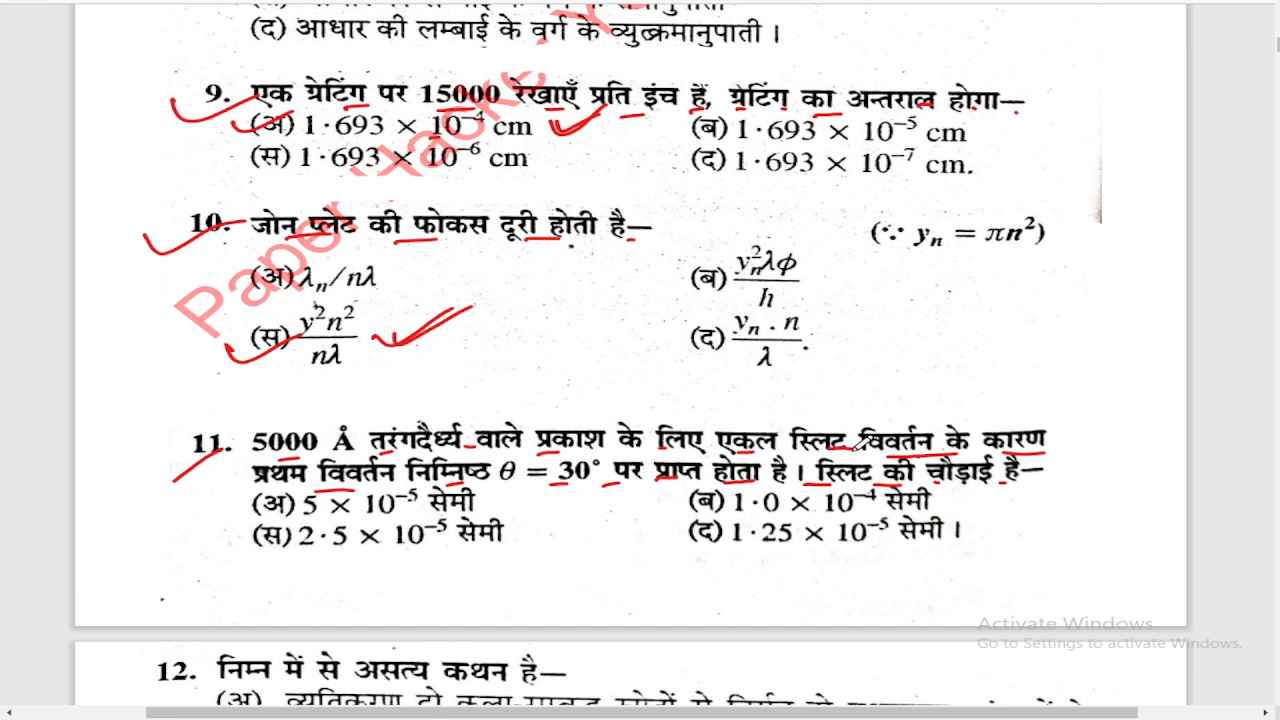 (द) आधार की लम्बाई के वर्ग के व्युत्क्रमानुपाती ।
9. एक ग्रेटिंग पर 15000 रेखाएँ प्रति इंच हैं, ग्रेटिंग का अन्तराल होगा—
(अ) 1·693 × 10⁻⁴ cm (ब) 1·693 × 10⁻⁵ cm
(स) 1·693 × 10⁻⁶ cm (द) 1·693 × 10⁻⁷ cm.
10. जोन प्लेट की फोकस दूरी होती है— (∵ yₙ = πn²)
(अ) λₙ/nλ (ब) yₙ²λϕ/h
(स) y²n²/nλ (द) yₙ . n/λ.
11. 5000 Å तरंगदैर्ध्य वाले प्रकाश के लिए एकल स्लिट विवर्तन के कारण
प्रथम विवर्तन निम्निष्ठ θ = 30° पर प्राप्त होता है । स्लिट की चौड़ाई है—
(अ) 5 × 10⁻⁵ सेमी (ब) 1·0 × 10⁻⁴ सेमी
(स) 2·5 × 10⁻⁵ सेमी (द) 1·25 × 10⁻⁵ सेमी ।
Activate Windows
Go to Settings to activate Windows.
12. निम्न में से असत्य कथन है—
Paper Hacke